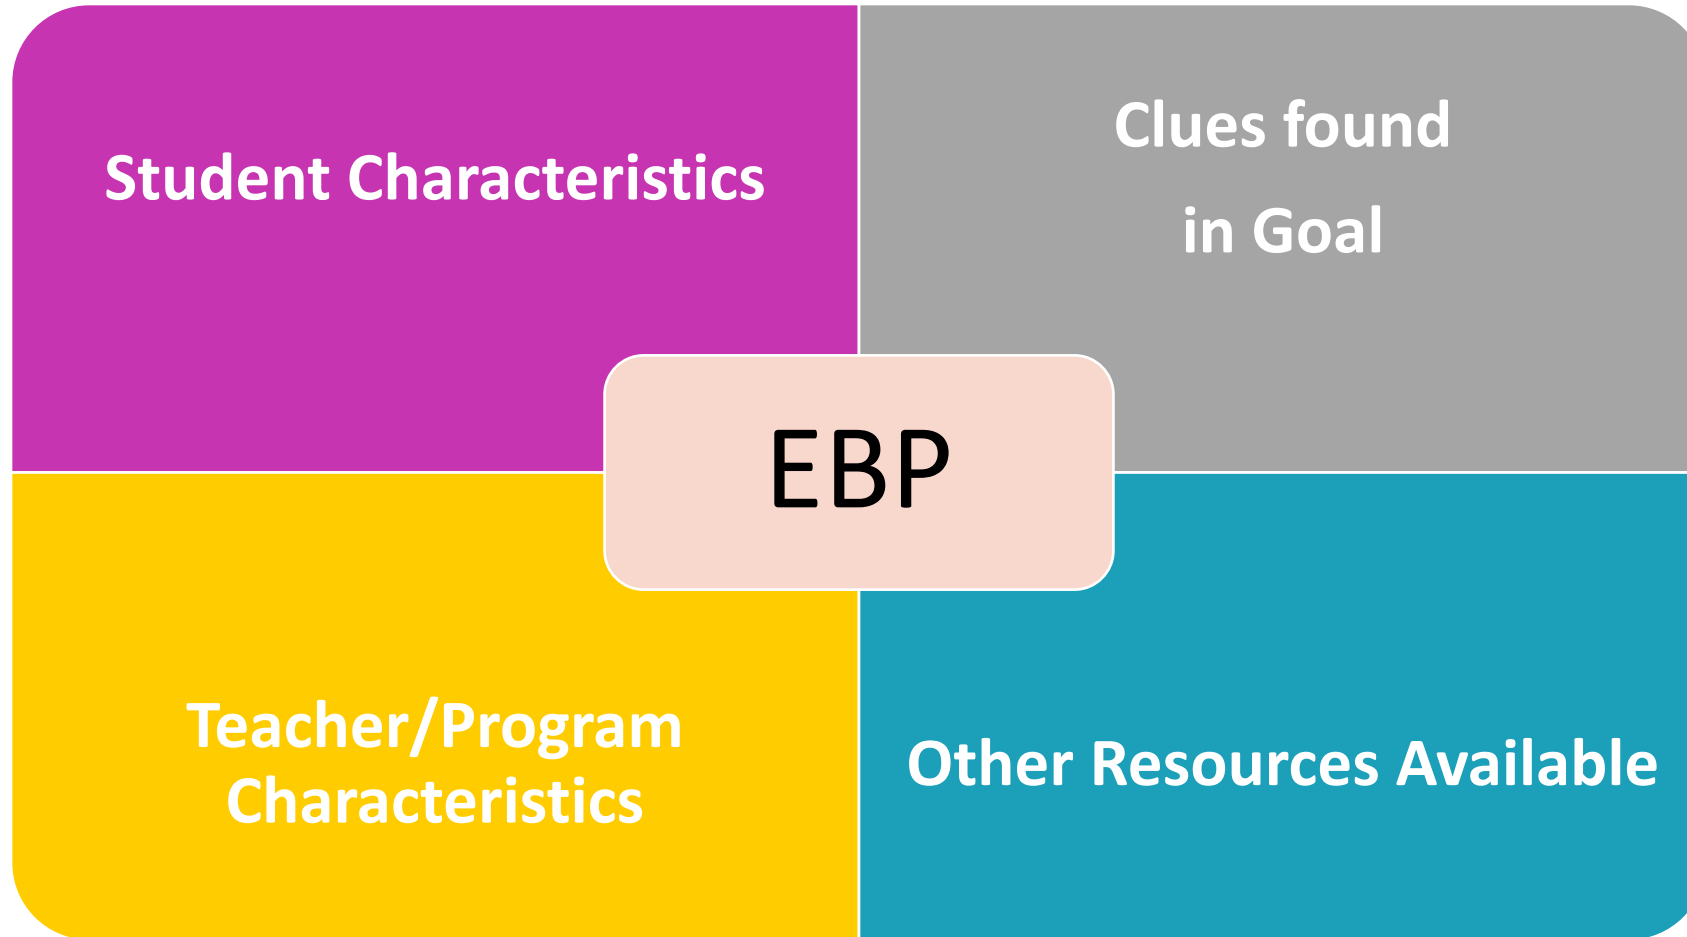 Student Characteristics
Clues found
in Goal
EBP
Teacher/Program
Characteristics
Other Resources Available